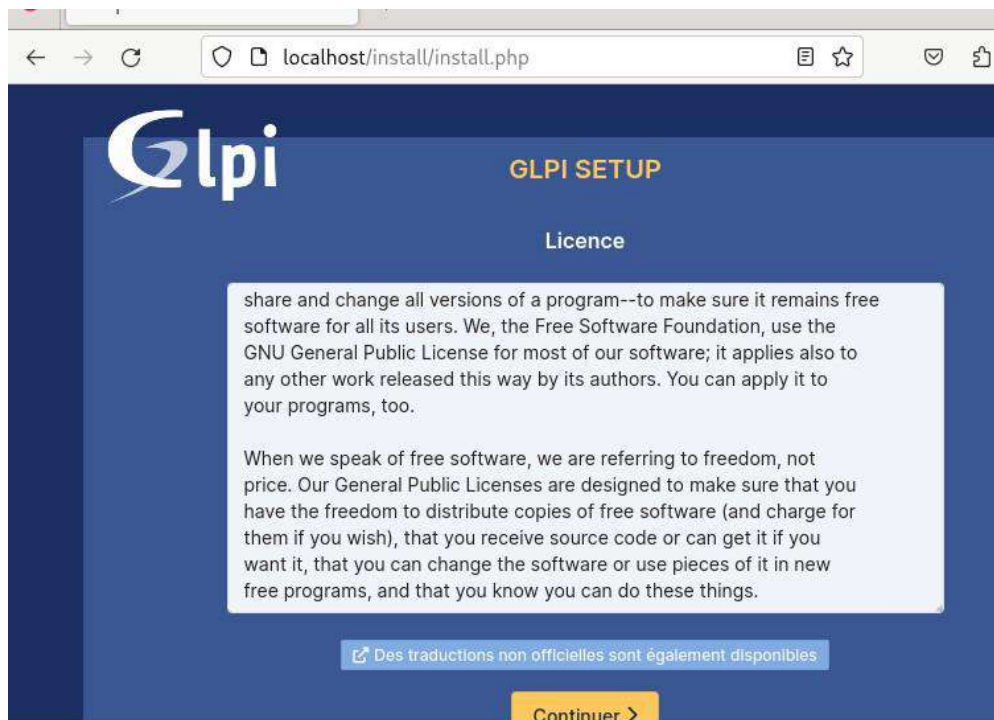 localhost/install/install.php
Glpi
GLPI SETUP
Licence
share and change all versions of a program--to make sure it remains free
software for all its users. We, the Free Software Foundation, use the
GNU General Public License for most of our software; it applies also to
any other work released this way by its authors. You can apply it to
your programs, too.
When we speak of free software, we are referring to freedom, not
price. Our General Public Licenses are designed to make sure that you
have the freedom to distribute copies of free software (and charge for
them if you wish), that you receive source code or can get it if you
want it, that you can change the software or use pieces of it in new
free programs, and that you know you can do these things.
Des traductions non officielles sont également disponibles
Continuer